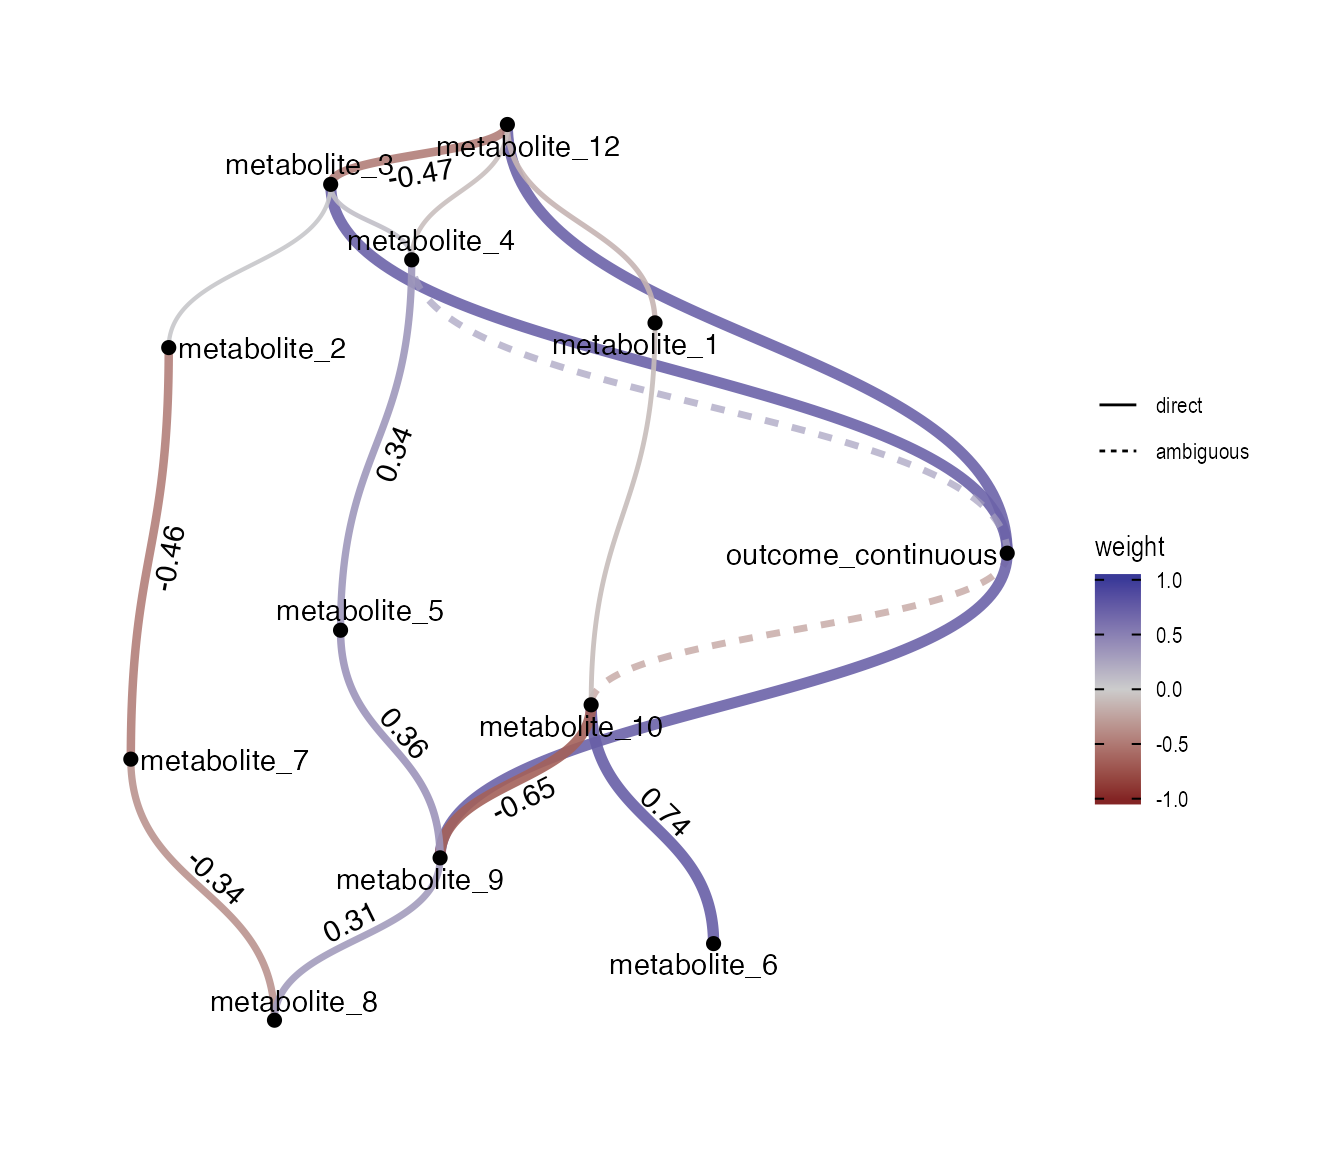 metabolite_12
metabolite_3
-0.47
metabolite_4
metabolite_1
metabolite_2
direct
0.34
ambiguous
-0.46
weight
outcome_continuous
1.0
metabolite_5
0.5
0.0
0.36
metabolite_10
-0.5
metabolite_7
-0.65
0.74
-1.0
-0.34
metabolite_9
0.31
metabolite_6
metabolite_8